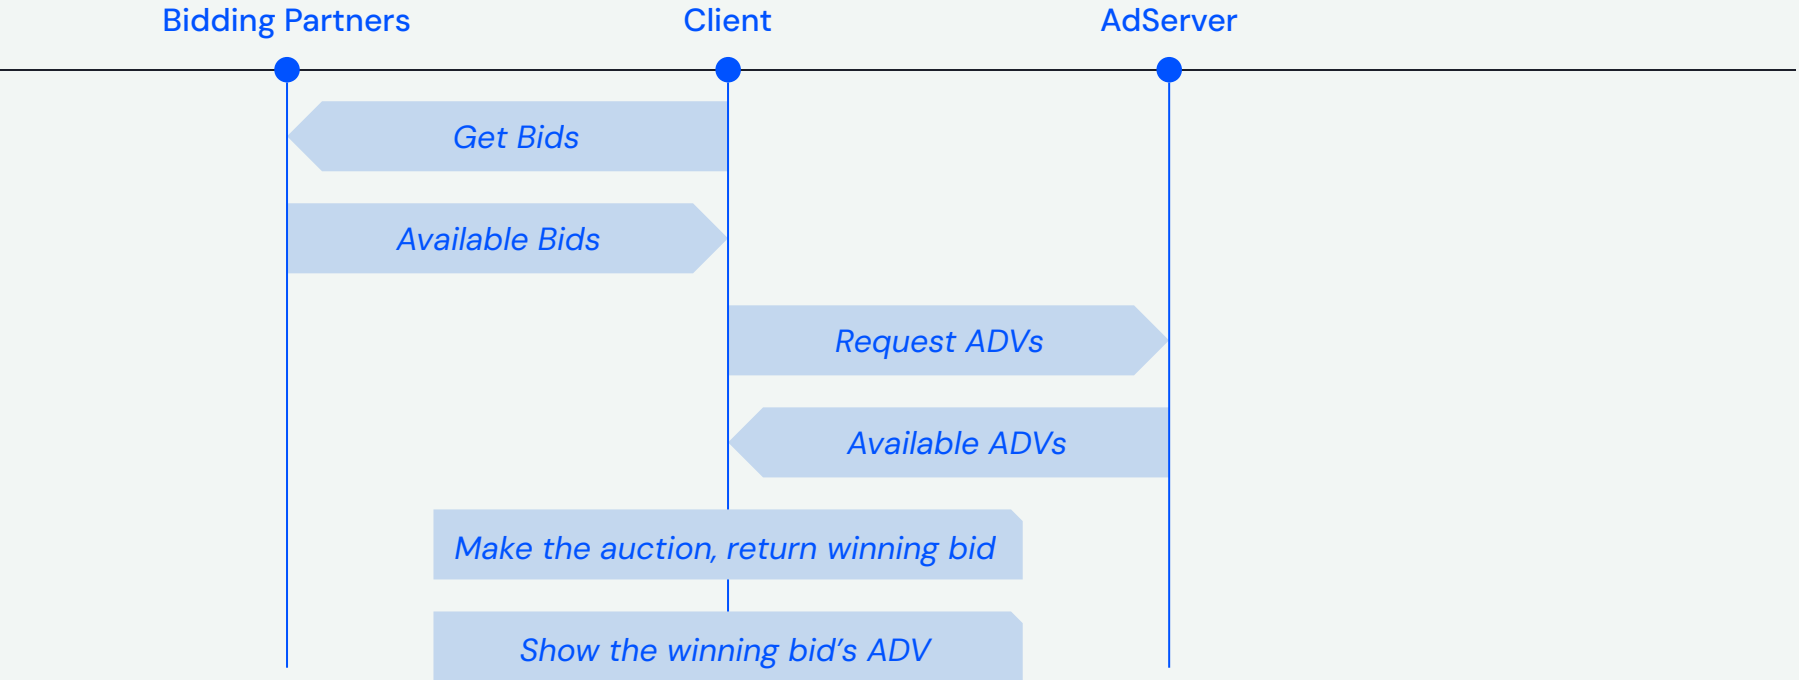 Bidding Partners
Client
AdServer
Get Bids
Available Bids
Request ADVs
Available ADVs
Make the auction, return winning bid
Show the winning bid’s ADV